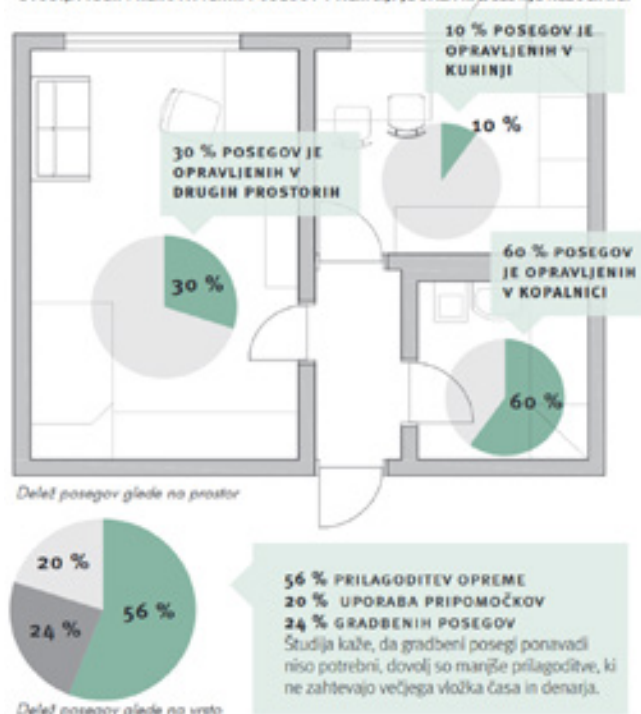 10 % POSEGOV JE
OPRAVLJENIH V
KUHINJI
10 %
30 % POSEGOV JE
OPRAVLJENIH V
DRUGIH PROSTORIH
30 %
60 % POSEGOV
JE OPRAVLJENIH
V KOPALNICI
60 %
Delež posegov glede na prostor
20 %
56 %
24 %
56 % PRILAGODITEV OPREME
20 % UPORABA PRIPOMOČKOV
24 % GRADBENIH POSEGOV
Študija kaže, da gradbeni posegi ponavadi
niso potrebni, dovolj so manjše prilagoditve, ki
ne zahtevajo večjega vložka časa in denarja.
Delež posegov glede na vrsto